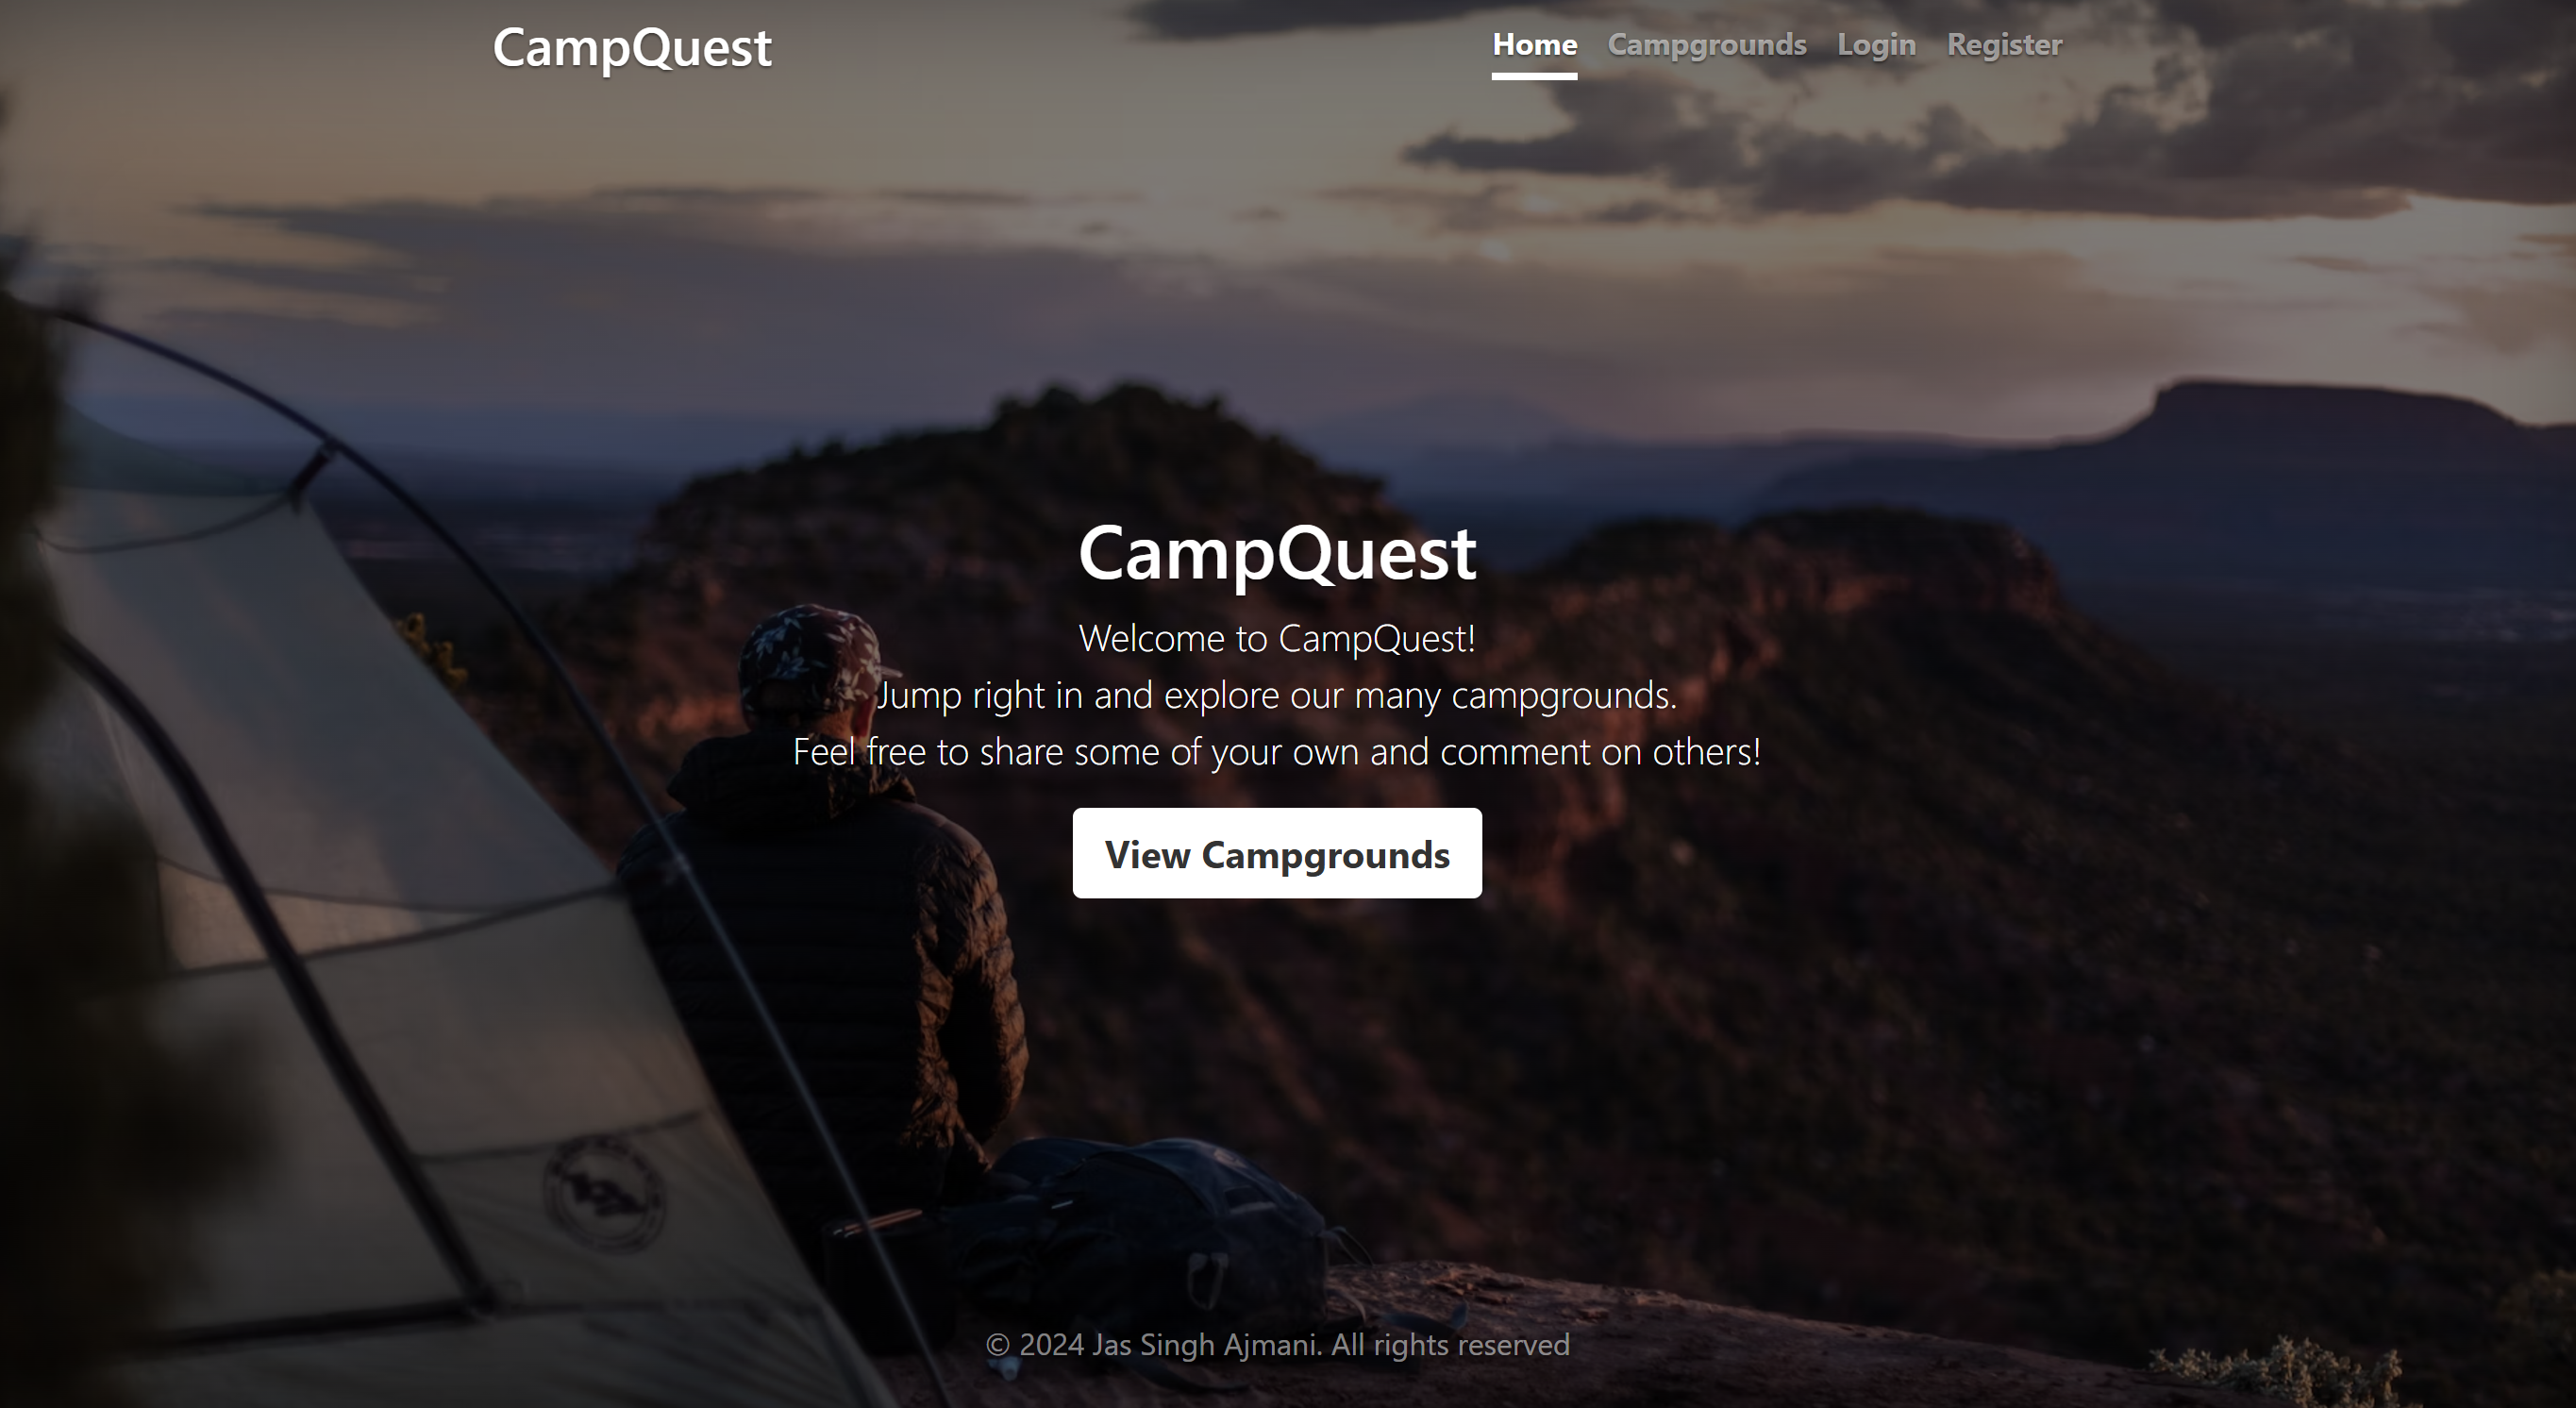 CampQuest
Home Campgrounds Login Register
CampQuest
Welcome to CampQuest!
Jump right in and explore our many campgrounds.
Feel free to share some of your own and comment on others!
View Campgrounds
© 2024 Jas Singh Ajmani. All rights reserved